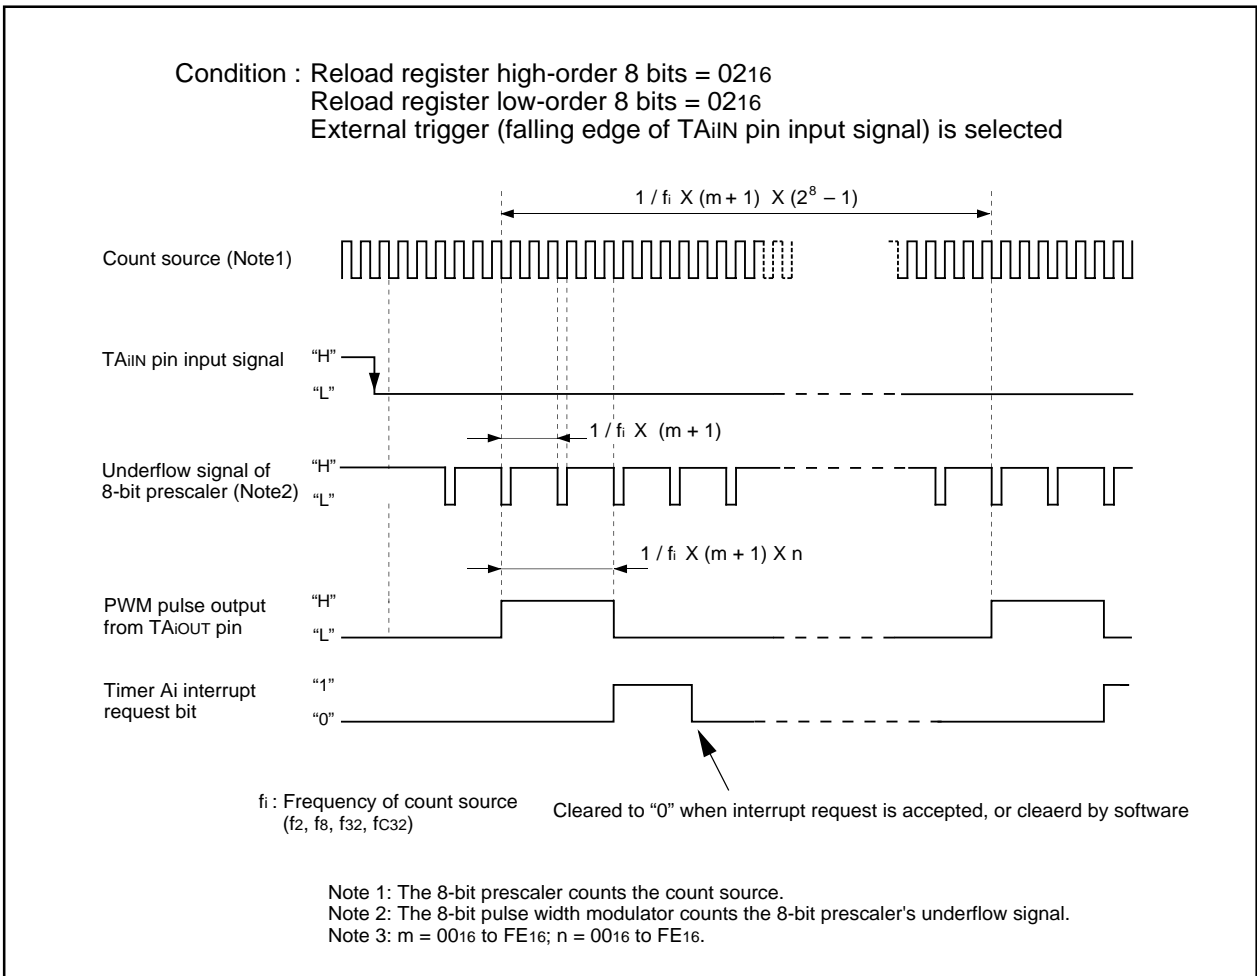 Condition : Reload register high-order 8 bits = 0216
Reload register low-order 8 bits = 0216
External trigger (falling edge of TAiIN pin input signal) is selected
1 / fi X (m + 1) X (2⁸ – 1)
Count source (Note1)
TAiIN pin input signal
“H”
“L”
1 / fi X (m + 1)
Underflow signal of
8-bit prescaler (Note2)
“H”
“L”
1 / fi X (m + 1) X n
PWM pulse output
from TAiOUT pin
“H”
“L”
Timer Ai interrupt
request bit
“1”
“0”
fi : Frequency of count source
(f2, f8, f32, fC32)
Cleared to “0” when interrupt request is accepted, or cleaerd by software
Note 1: The 8-bit prescaler counts the count source.
Note 2: The 8-bit pulse width modulator counts the 8-bit prescaler's underflow signal.
Note 3: m = 0016 to FE16; n = 0016 to FE16.